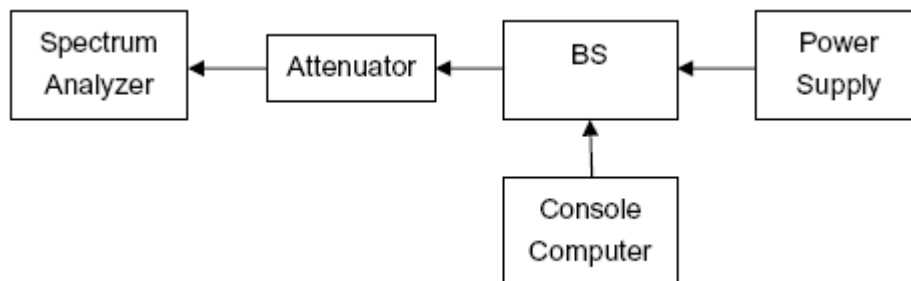 Spectrum
Analyzer
Attenuator
BS
Power
Supply
Console
Computer